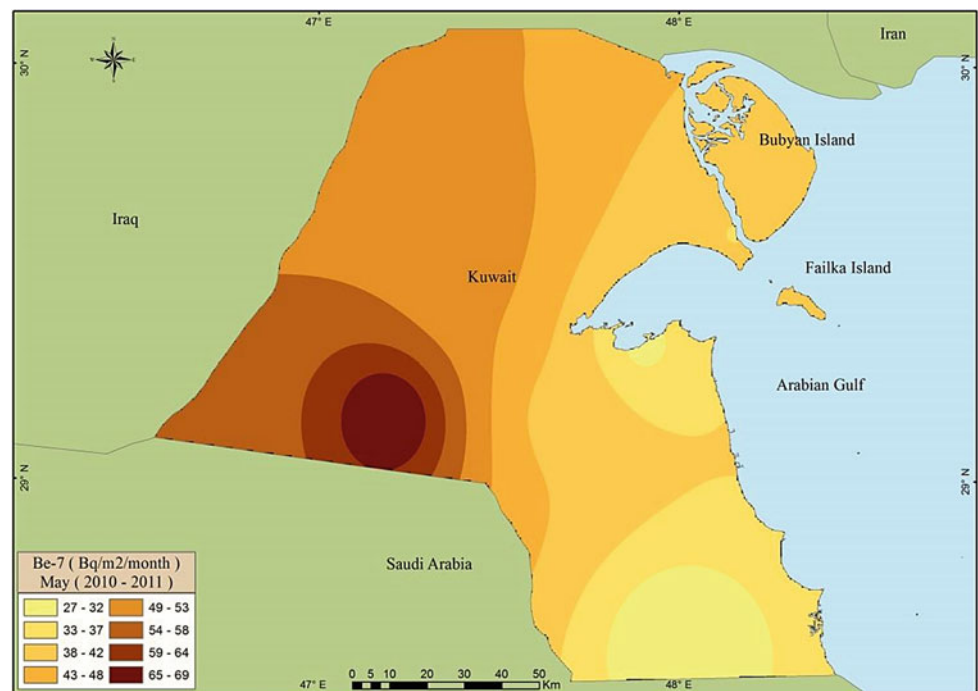 47° E
48° E
Iran
30° N
30° N
Bubyan Island
Iraq
Failka Island
Kuwait
Arabian Gulf
29° N
29° N
Saudi Arabia
Be-7 ( Bq/m2/month )
May ( 2010 - 2011 )
27 - 32
49 - 53
33 - 37
54 - 58
38 - 42
59 - 64
43 - 48
65 - 69
0 5 10 20 30 40 50
Km
47° E
48° E